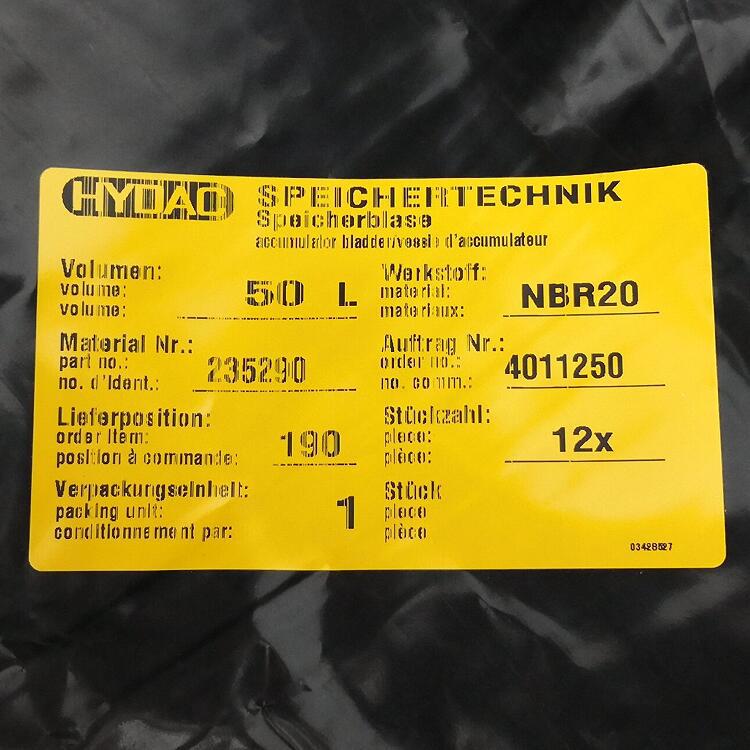 HYDAC SPEICHERTECHNIK
Speicherblase
accumulator bladder/vessie d'accumulateur
Volumen: 50 L
volume:
volume:
Werkstoff: NBR20
material:
materiaux:
Material Nr.: 235290
part no.:
no. d'Ident.:
Auftrag Nr.: 4011250
order no.:
no. comm.:
Lieferposition: 190
order item:
position à commande:
Stückzahl: 12x
piece:
pièce:
Verpackungseinheit: 1 Stück
packing unit: piece
conditionnement par: pièce
03428527